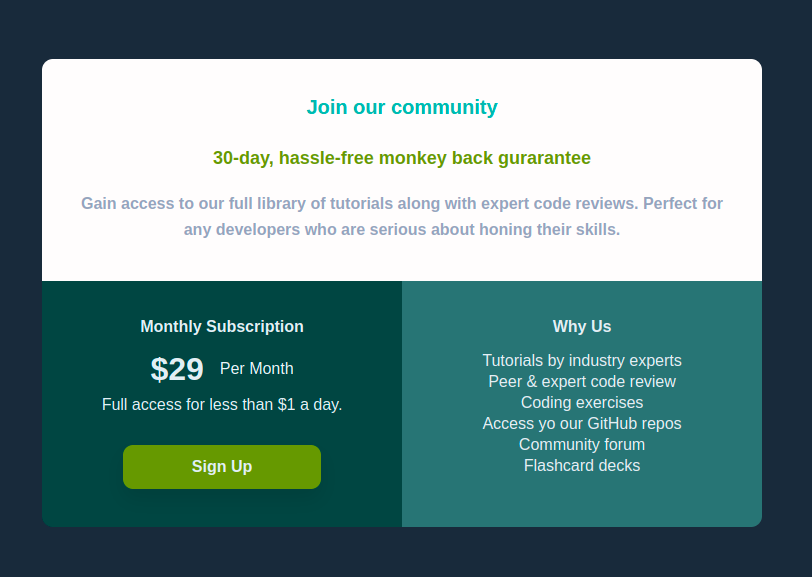 Join our community
30-day, hassle-free monkey back gurarantee
Gain access to our full library of tutorials along with expert code reviews. Perfect for
any developers who are serious about honing their skills.
Monthly Subscription
$29 Per Month
Full access for less than $1 a day.
Sign Up
Why Us
Tutorials by industry experts
Peer & expert code review
Coding exercises
Access yo our GitHub repos
Community forum
Flashcard decks